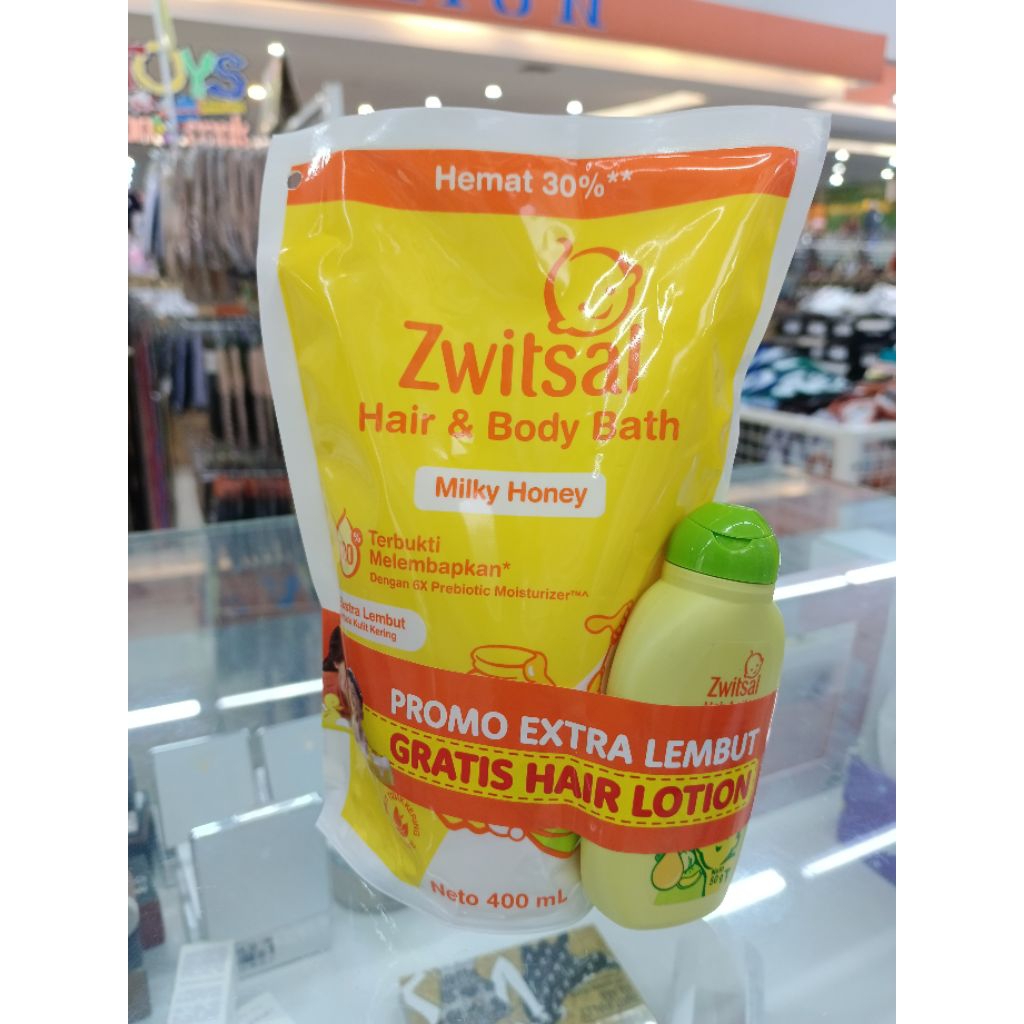 TOYS
Hemat 30%**
Zwitsal
Hair & Body Bath
Milky Honey
Terbukti
Melembapkan*
Dengan 6X Prebiotic Moisturizer™^
Lembut
Kulit Kering
Zwitsal
PROMO EXTRA LEMBUT
GRATIS HAIR LOTION
Neto 400 mL